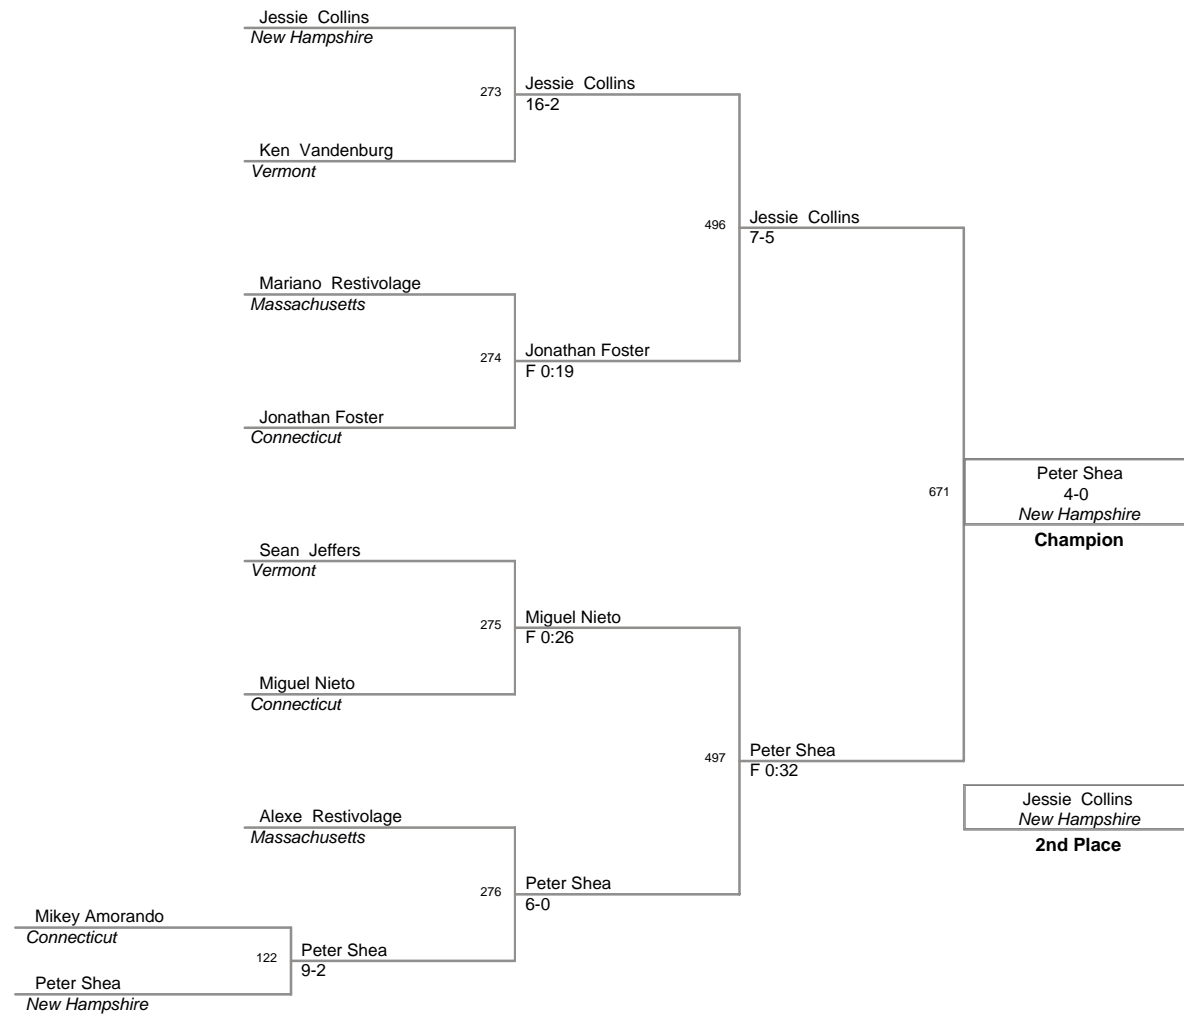 Jessie Collins
New Hampshire
273
Jessie Collins
16-2
Ken Vandenburg
Vermont
496
Jessie Collins
7-5
Mariano Restivolage
Massachusetts
274
Jonathan Foster
F 0:19
Jonathan Foster
Connecticut
671
Peter Shea
4-0
New Hampshire
Champion
Sean Jeffers
Vermont
275
Miguel Nieto
F 0:26
Miguel Nieto
Connecticut
497
Peter Shea
F 0:32
Jessie Collins
New Hampshire
2nd Place
Alexe Restivolage
Massachusetts
276
Peter Shea
6-0
Mikey Amorando
Connecticut
122
Peter Shea
9-2
Peter Shea
New Hampshire